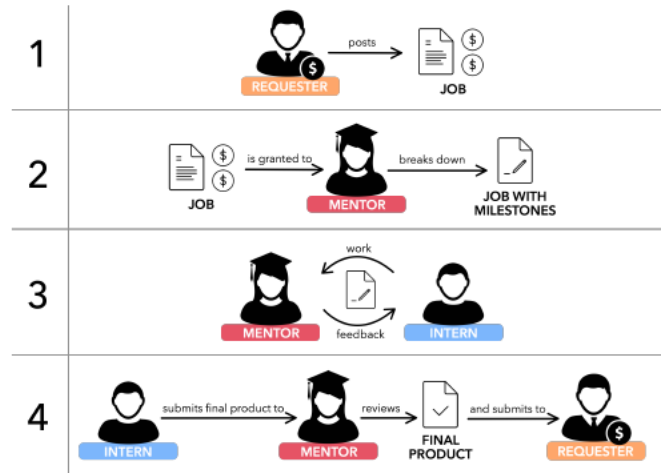 1
posts
$
$
$
REQUESTER
JOB
2
$
$
is granted to
breaks down
JOB
MENTOR
JOB WITH
MILESTONES
3
work
MENTOR
feedback
INTERN
4
submits final product to
reviews
and submits to
$
INTERN
MENTOR
FINAL
PRODUCT
REQUESTER